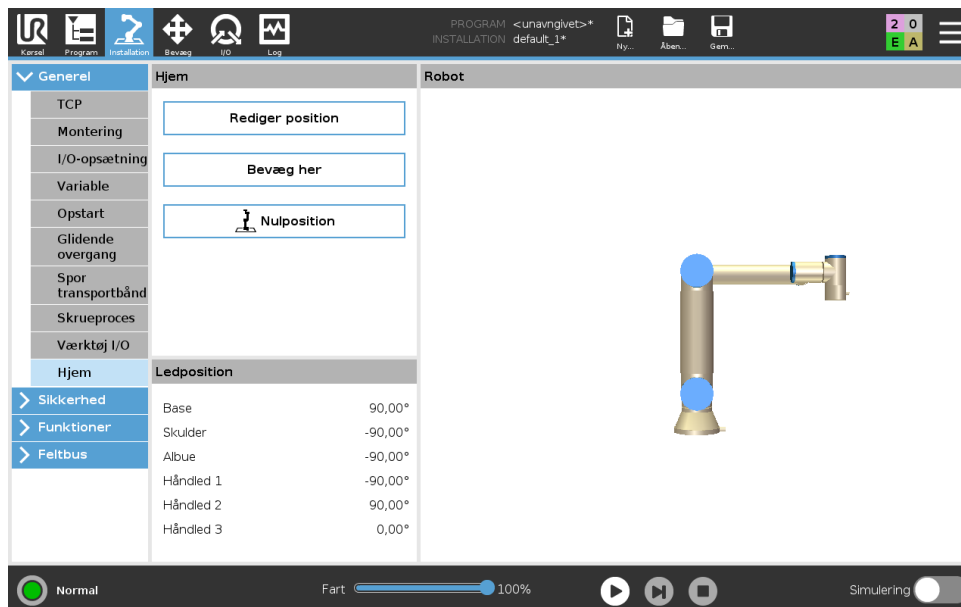 PROGRAM <unavngivet>*
INSTALLATION default_1*
UR
Kørsel
Program
Installation
Bevæg
I/O
Log
Ny...
Åben...
Gem...
2 0
E A
Generel
TCP
Montering
I/O-opsætning
Variable
Opstart
Glidende
overgang
Spor
transportbånd
Skrueproces
Værktøj I/O
Hjem
Sikkerhed
Funktioner
Feltbus
Hjem
Rediger position
Bevæg her
Nulposition
Ledposition
Base 90,00°
Skulder -90,00°
Albue -90,00°
Håndled 1 -90,00°
Håndled 2 90,00°
Håndled 3 0,00°
Robot
Normal
Fart 100%
Simulering